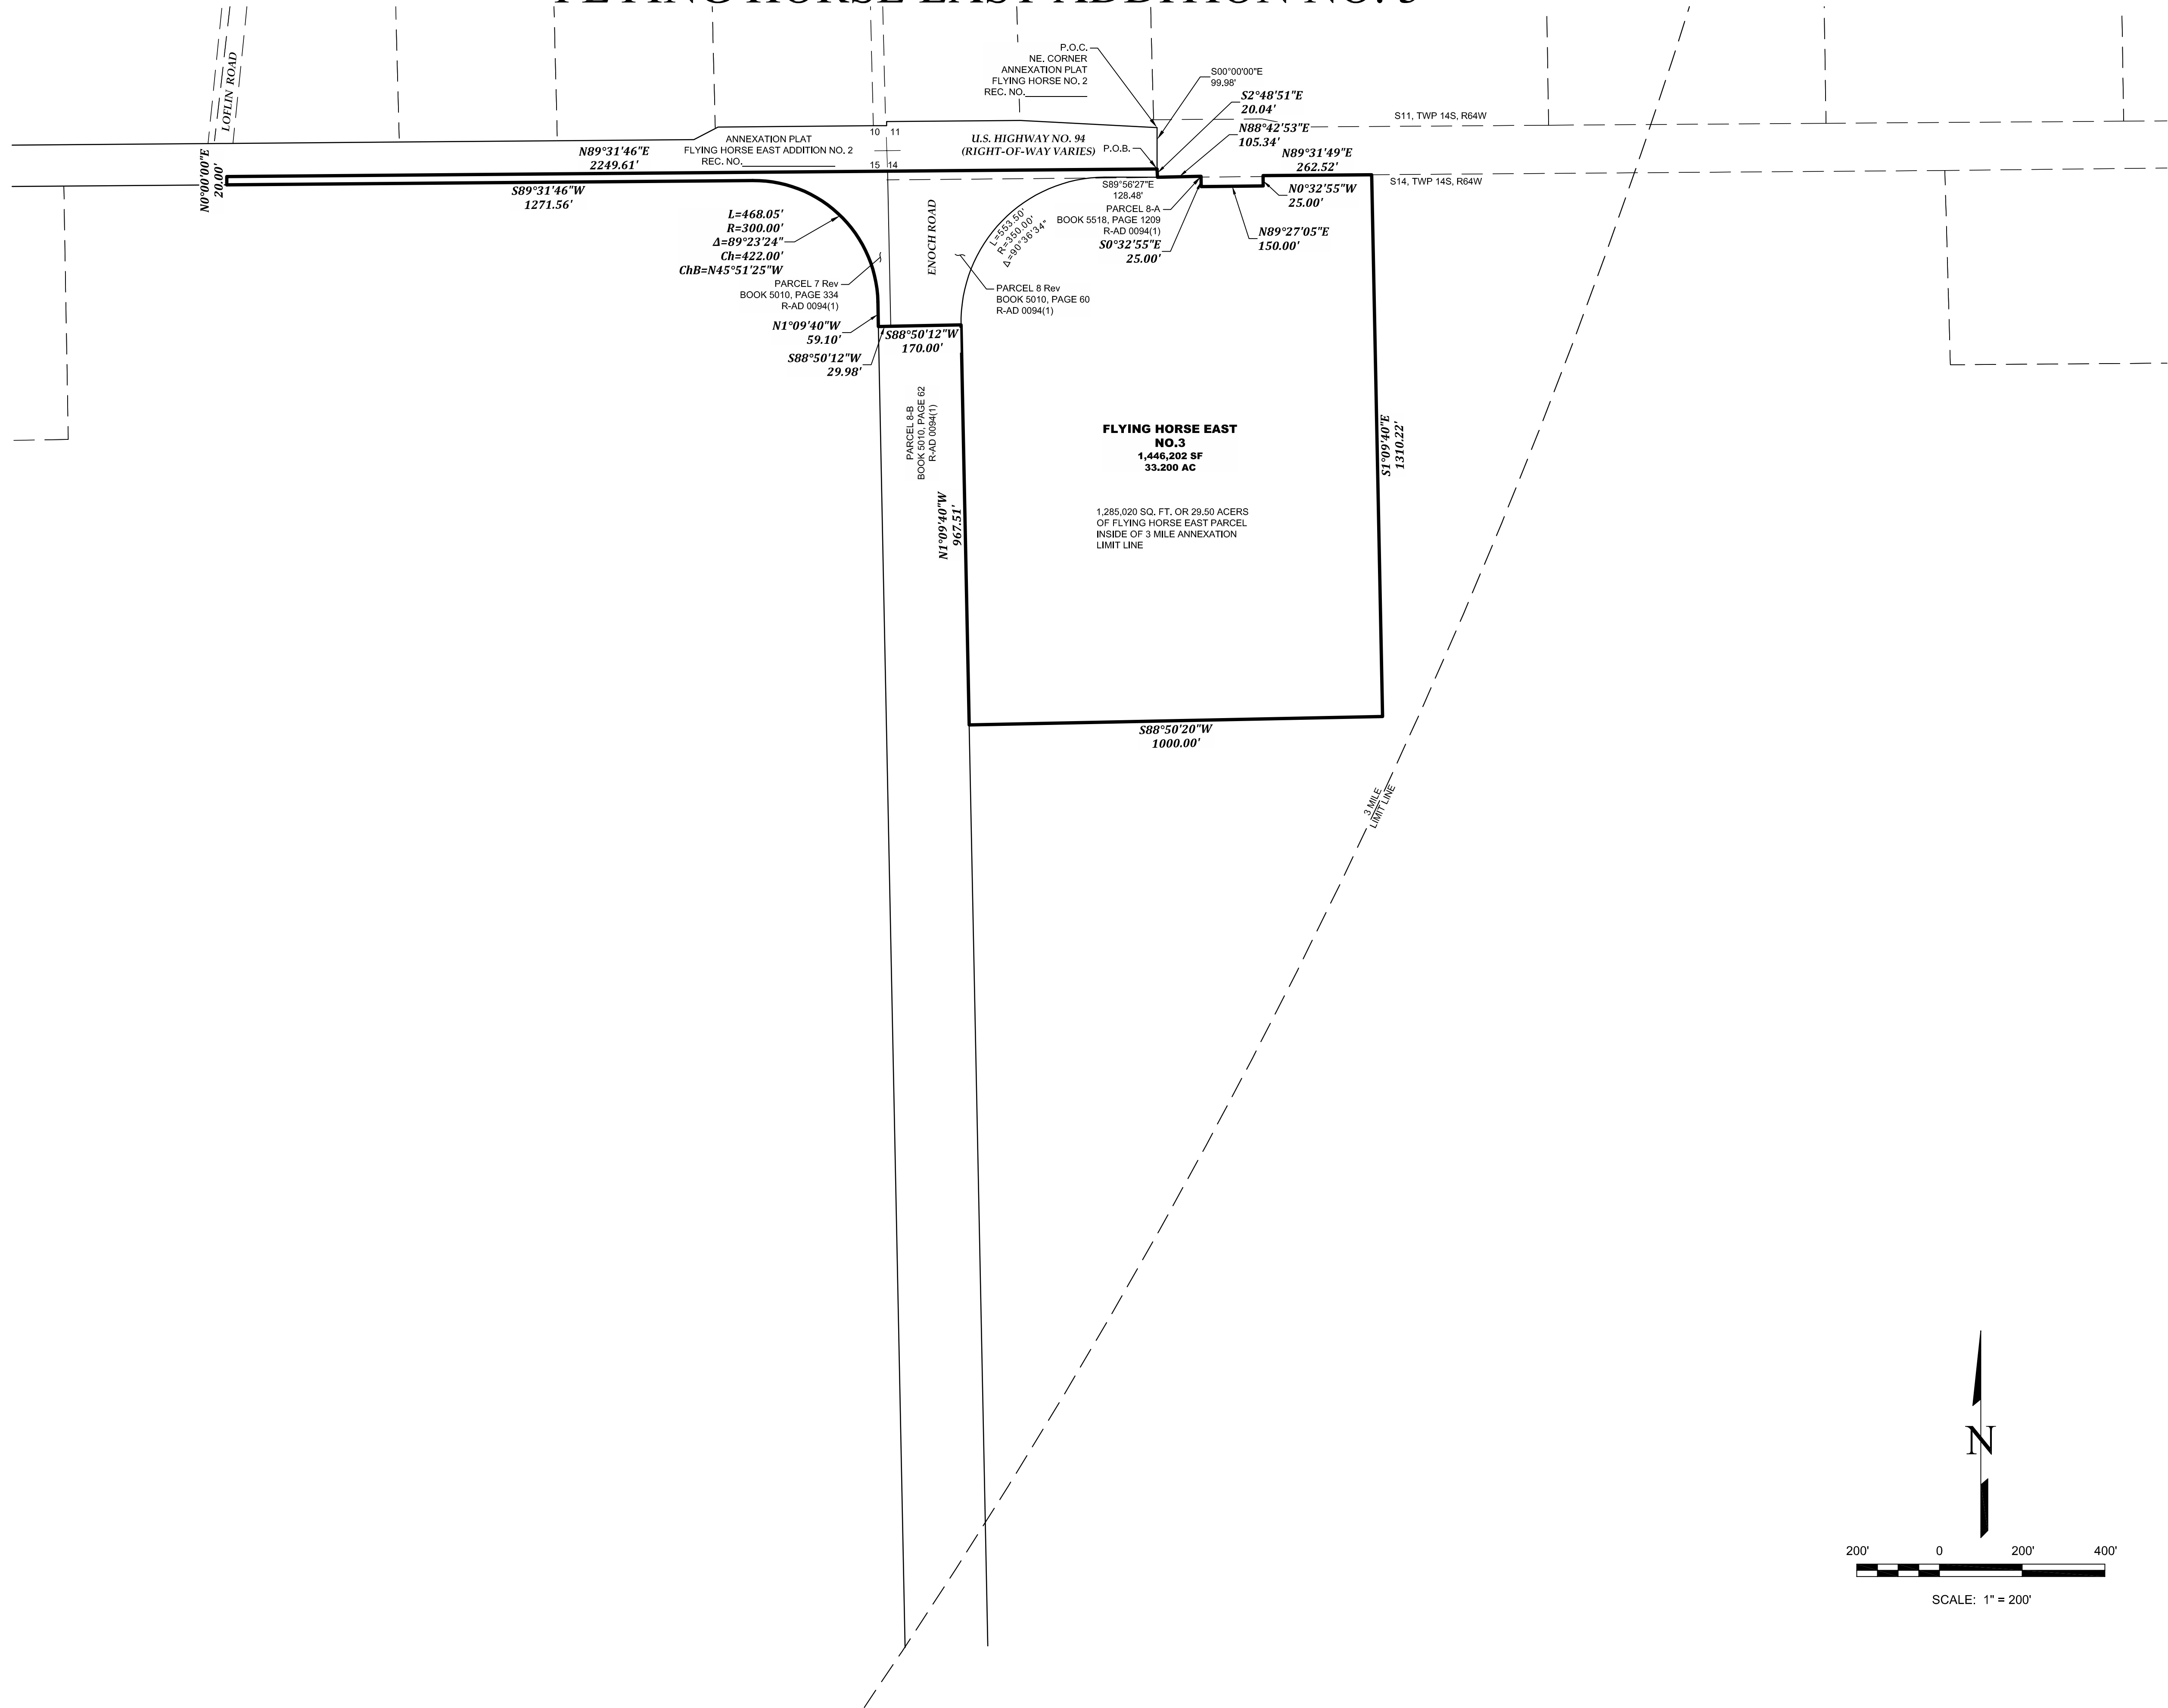 FLYING HORSE EAST ADDITION NO. 3
LOFLIN ROAD
P.O.C.
NE. CORNER
ANNEXATION PLAT
FLYING HORSE NO. 2
REC. NO.
S00°00'00"E
99.98'
S2°48'51"E
20.04'
N88°42'53"E
105.34'
S11, TWP 14S, R64W
N89°31'49"E
262.52'
S14, TWP 14S, R64W
10 11
15 14
ANNEXATION PLAT
FLYING HORSE EAST ADDITION NO. 2
REC. NO.
U.S. HIGHWAY NO. 94
(RIGHT-OF-WAY VARIES)
P.O.B.
N89°31'46"E
2249.61'
N0°00'00"E
20.00'
S89°31'46"W
1271.56'
L=468.05'
R=300.00'
Δ=89°23'24"
Ch=422.00'
ChB=N45°51'25"W
PARCEL 7 Rev
BOOK 5010, PAGE 334
R-AD 0094(1)
N1°09'40"W
59.10'
S88°50'12"W
29.98'
ENOCH ROAD
S88°50'12"W
170.00'
L=553.50'
R=350.00'
Δ=90°36'34"
S89°56'27"E
128.48'
PARCEL 8-A
BOOK 5518, PAGE 1209
R-AD 0094(1)
S0°32'55"E
25.00'
N0°32'55"W
25.00'
N89°27'05"E
150.00'
PARCEL 8 Rev
BOOK 5010, PAGE 60
R-AD 0094(1)
PARCEL 8-B
BOOK 5010, PAGE 62
R-AD 0094(1)
N1°09'40"W
967.51'
FLYING HORSE EAST
NO.3
1,446,202 SF
33.200 AC
1,285,020 SQ. FT. OR 29.50 ACERS
OF FLYING HORSE EAST PARCEL
INSIDE OF 3 MILE ANNEXATION
LIMIT LINE
S1°09'40"E
1310.22'
S88°50'20"W
1000.00'
3 MILE
LIMIT LINE
N
200' 0 200' 400'
SCALE: 1" = 200'